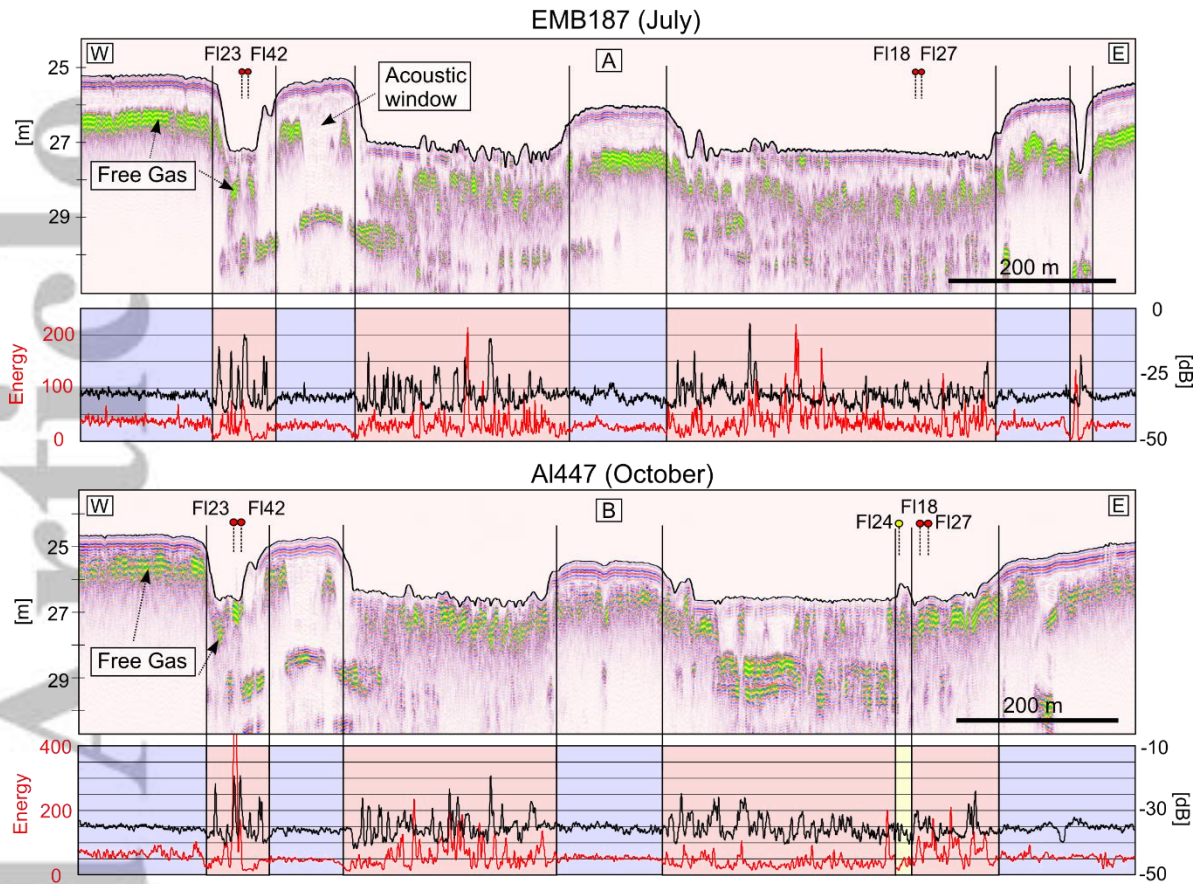 EMB187 (July)
W
Fl23
Fl42
A
Fl18
Fl27
E
Acoustic
window
Free Gas
[m]
25
27
29
200 m
Energy
200
100
0
0
-25
-50
[dB]
Al447 (October)
W
Fl23
Fl42
B
Fl18
Fl24
Fl27
E
Free Gas
[m]
25
27
29
200 m
Energy
400
200
0
-10
-30
-50
[dB]